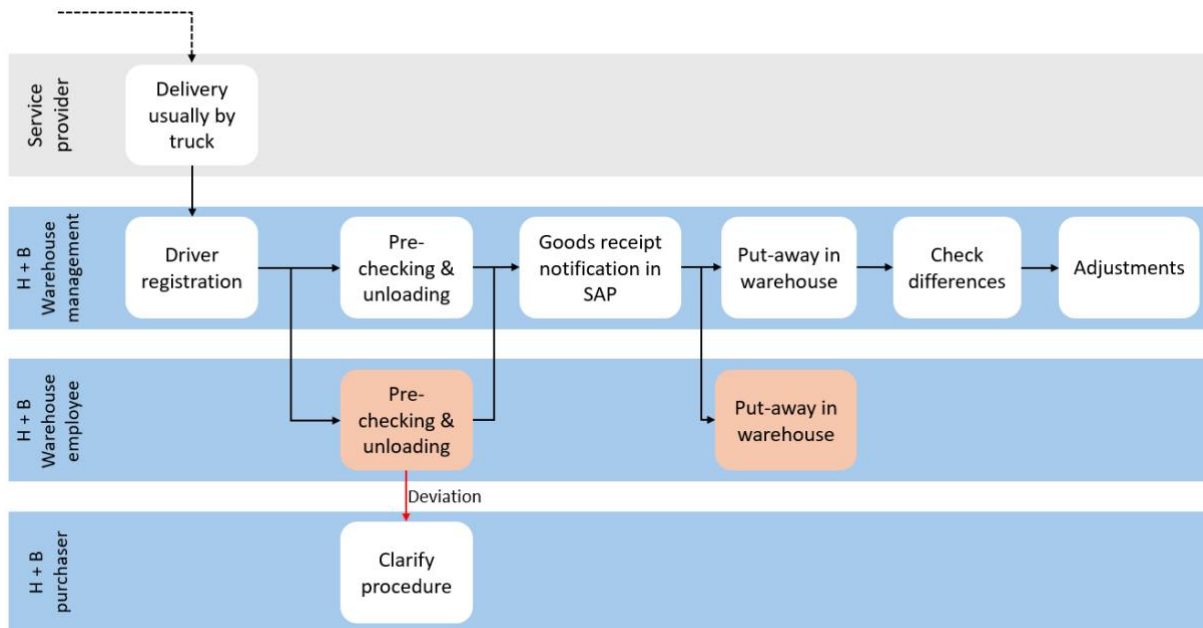 Service
provider
Delivery
usually by
truck
H + B
Warehouse
management
Driver
registration
Pre-
checking &
unloading
Goods receipt
notification in
SAP
Put-away in
warehouse
Check
differences
Adjustments
H + B
Warehouse
employee
Pre-
checking &
unloading
Put-away in
warehouse
Deviation
H + B
purchaser
Clarify
procedure